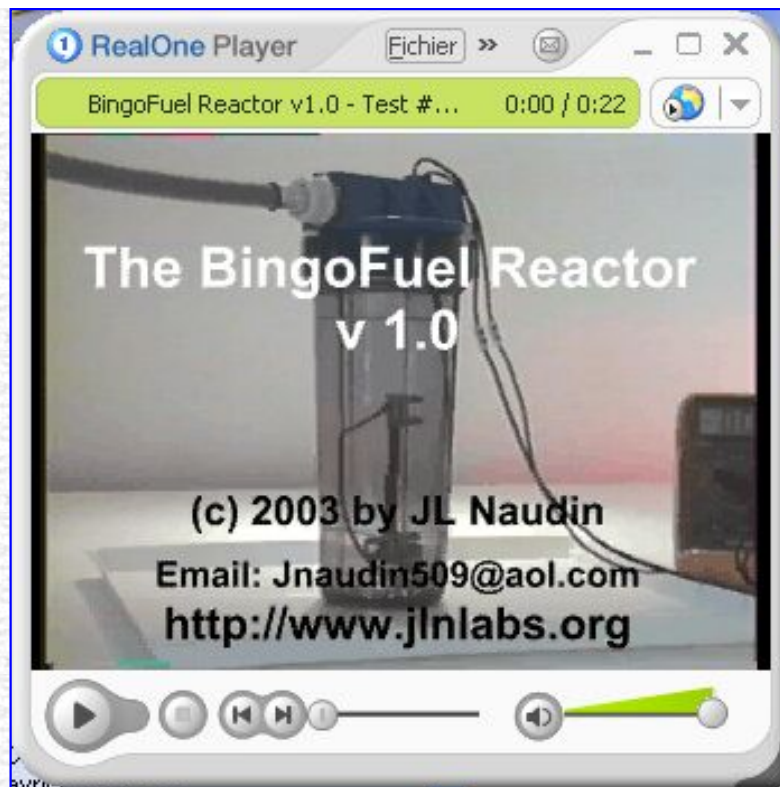 RealOne Player Fichier »
BingoFuel Reactor v1.0 - Test #... 0:00 / 0:22
The BingoFuel Reactor
v 1.0
(c) 2003 by JL Naudin
Email: Jnaudin509@aol.com
http://www.jlnlabs.org